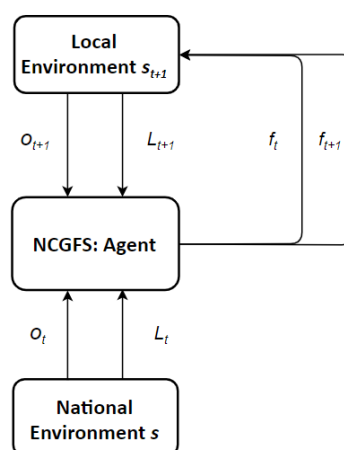 Local
Environment s_{t+1}
o_{t+1} L_{t+1} f_t f_{t+1}
NCGFS: Agent
o_t L_t
National
Environment s